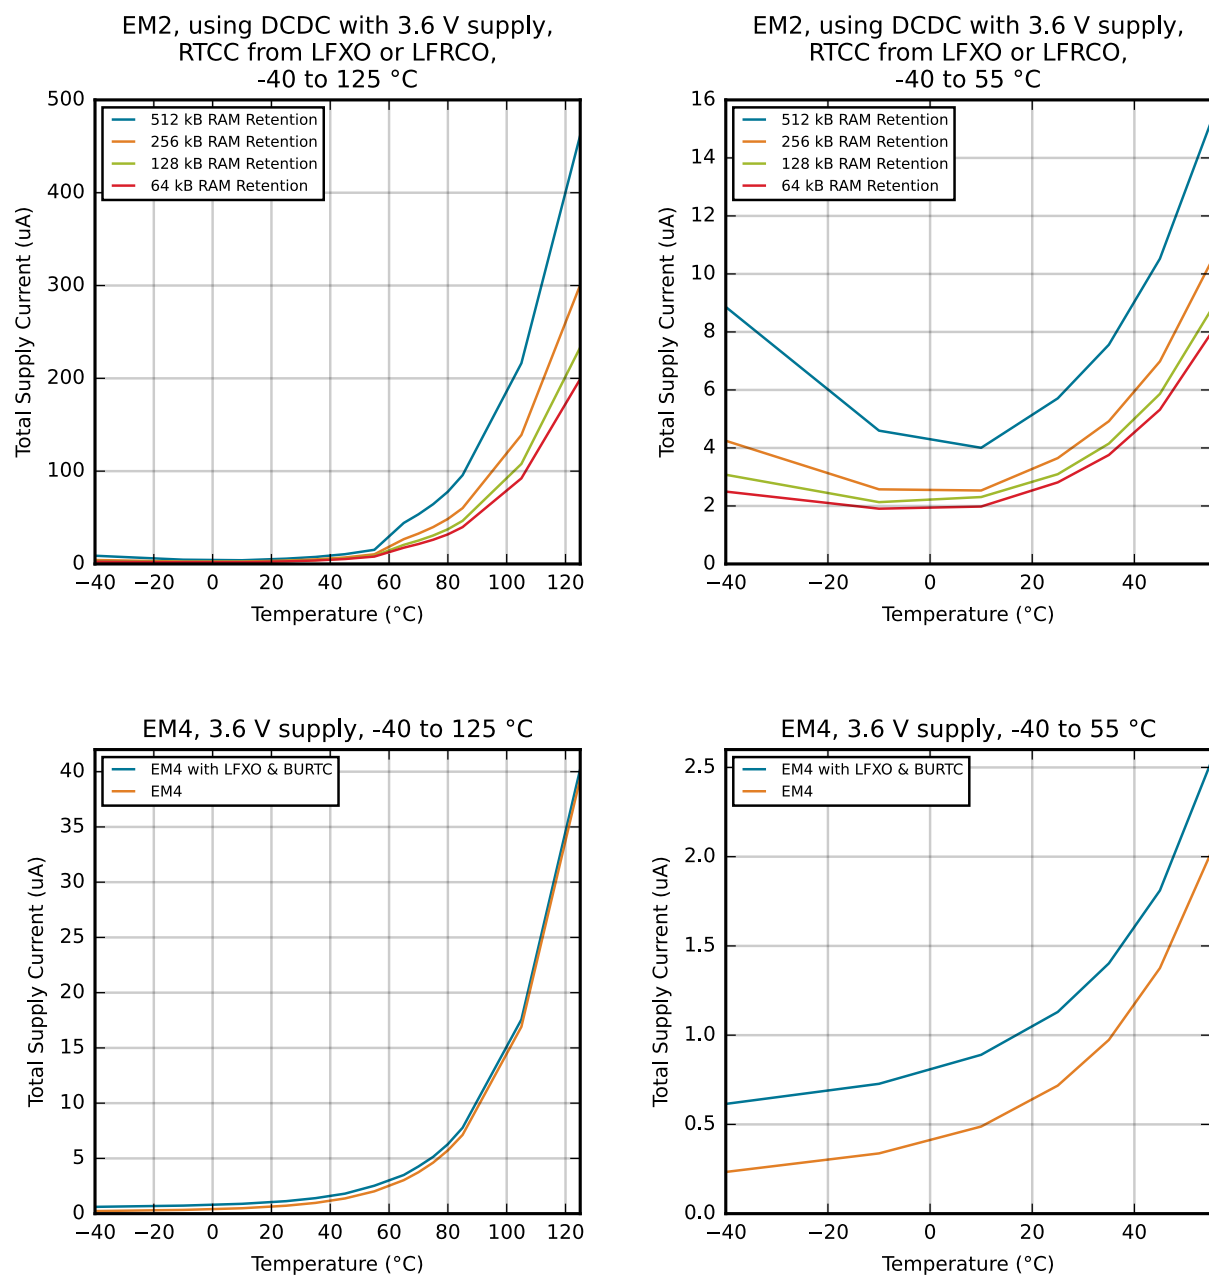 EM2, using DCDC with 3.6 V supply,
RTCC from LFXO or LFRCO,
-40 to 125 °C
500
400
300
200
100
0
Total Supply Current (uA)
512 kB RAM Retention
256 kB RAM Retention
128 kB RAM Retention
64 kB RAM Retention
−40 −20 0 20 40 60 80 100 120
Temperature (°C)
EM2, using DCDC with 3.6 V supply,
RTCC from LFXO or LFRCO,
-40 to 55 °C
16
14
12
10
8
6
4
2
0
Total Supply Current (uA)
512 kB RAM Retention
256 kB RAM Retention
128 kB RAM Retention
64 kB RAM Retention
−40 −20 0 20 40
Temperature (°C)
EM4, 3.6 V supply, -40 to 125 °C
40
35
30
25
20
15
10
5
0
Total Supply Current (uA)
EM4 with LFXO & BURTC
EM4
−40 −20 0 20 40 60 80 100 120
Temperature (°C)
EM4, 3.6 V supply, -40 to 55 °C
2.5
2.0
1.5
1.0
0.5
0.0
Total Supply Current (uA)
EM4 with LFXO & BURTC
EM4
−40 −20 0 20 40
Temperature (°C)